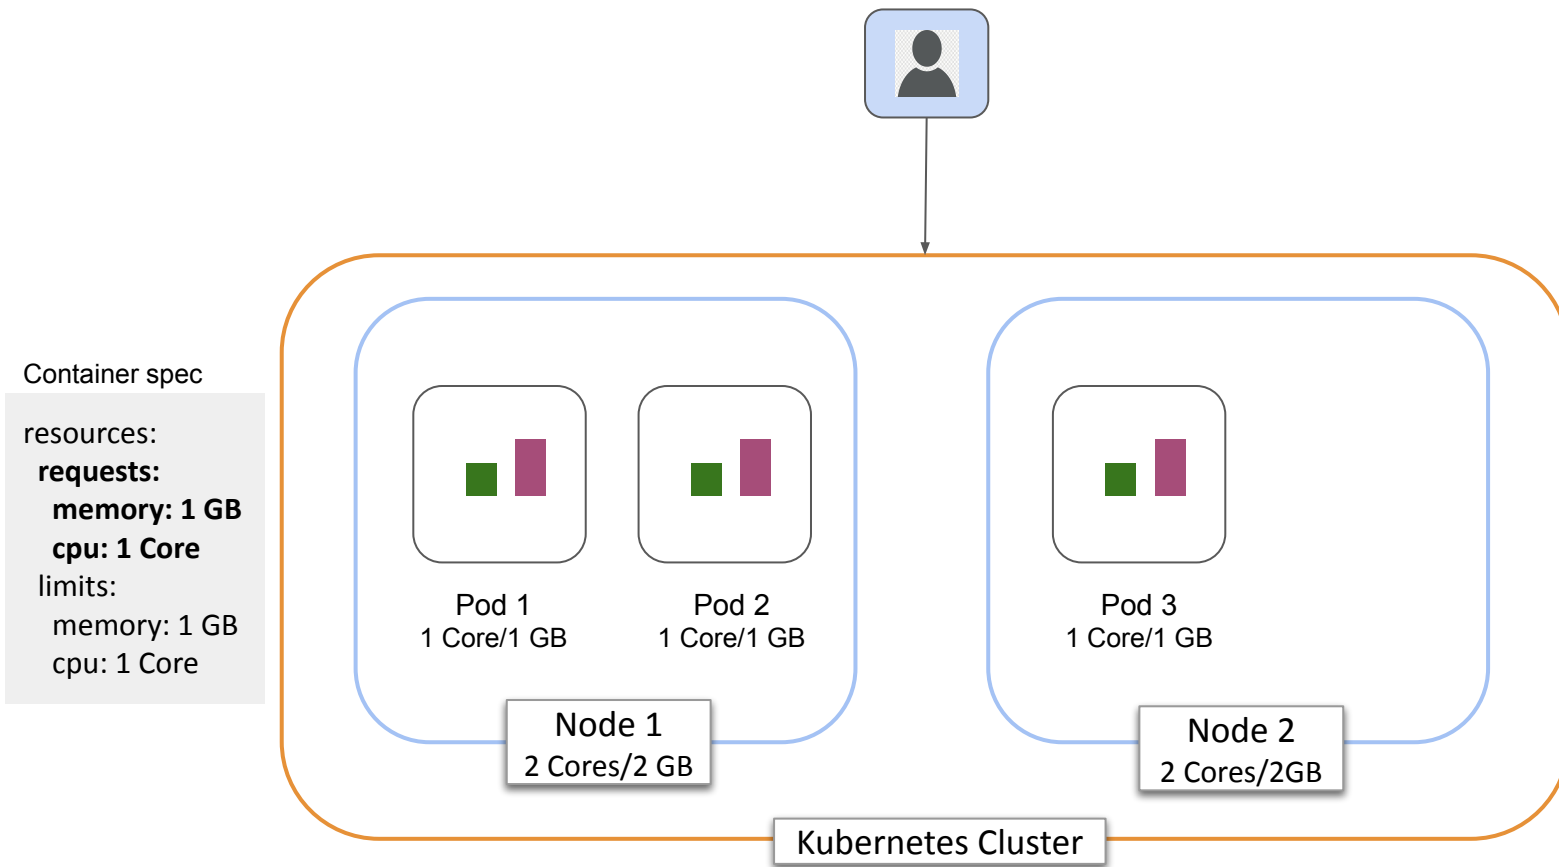 Container spec
resources:
requests:
memory: 1 GB
cpu: 1 Core
limits:
memory: 1 GB
cpu: 1 Core
Pod 1
1 Core/1 GB
Pod 2
1 Core/1 GB
Pod 3
1 Core/1 GB
Node 1
2 Cores/2 GB
Node 2
2 Cores/2GB
Kubernetes Cluster